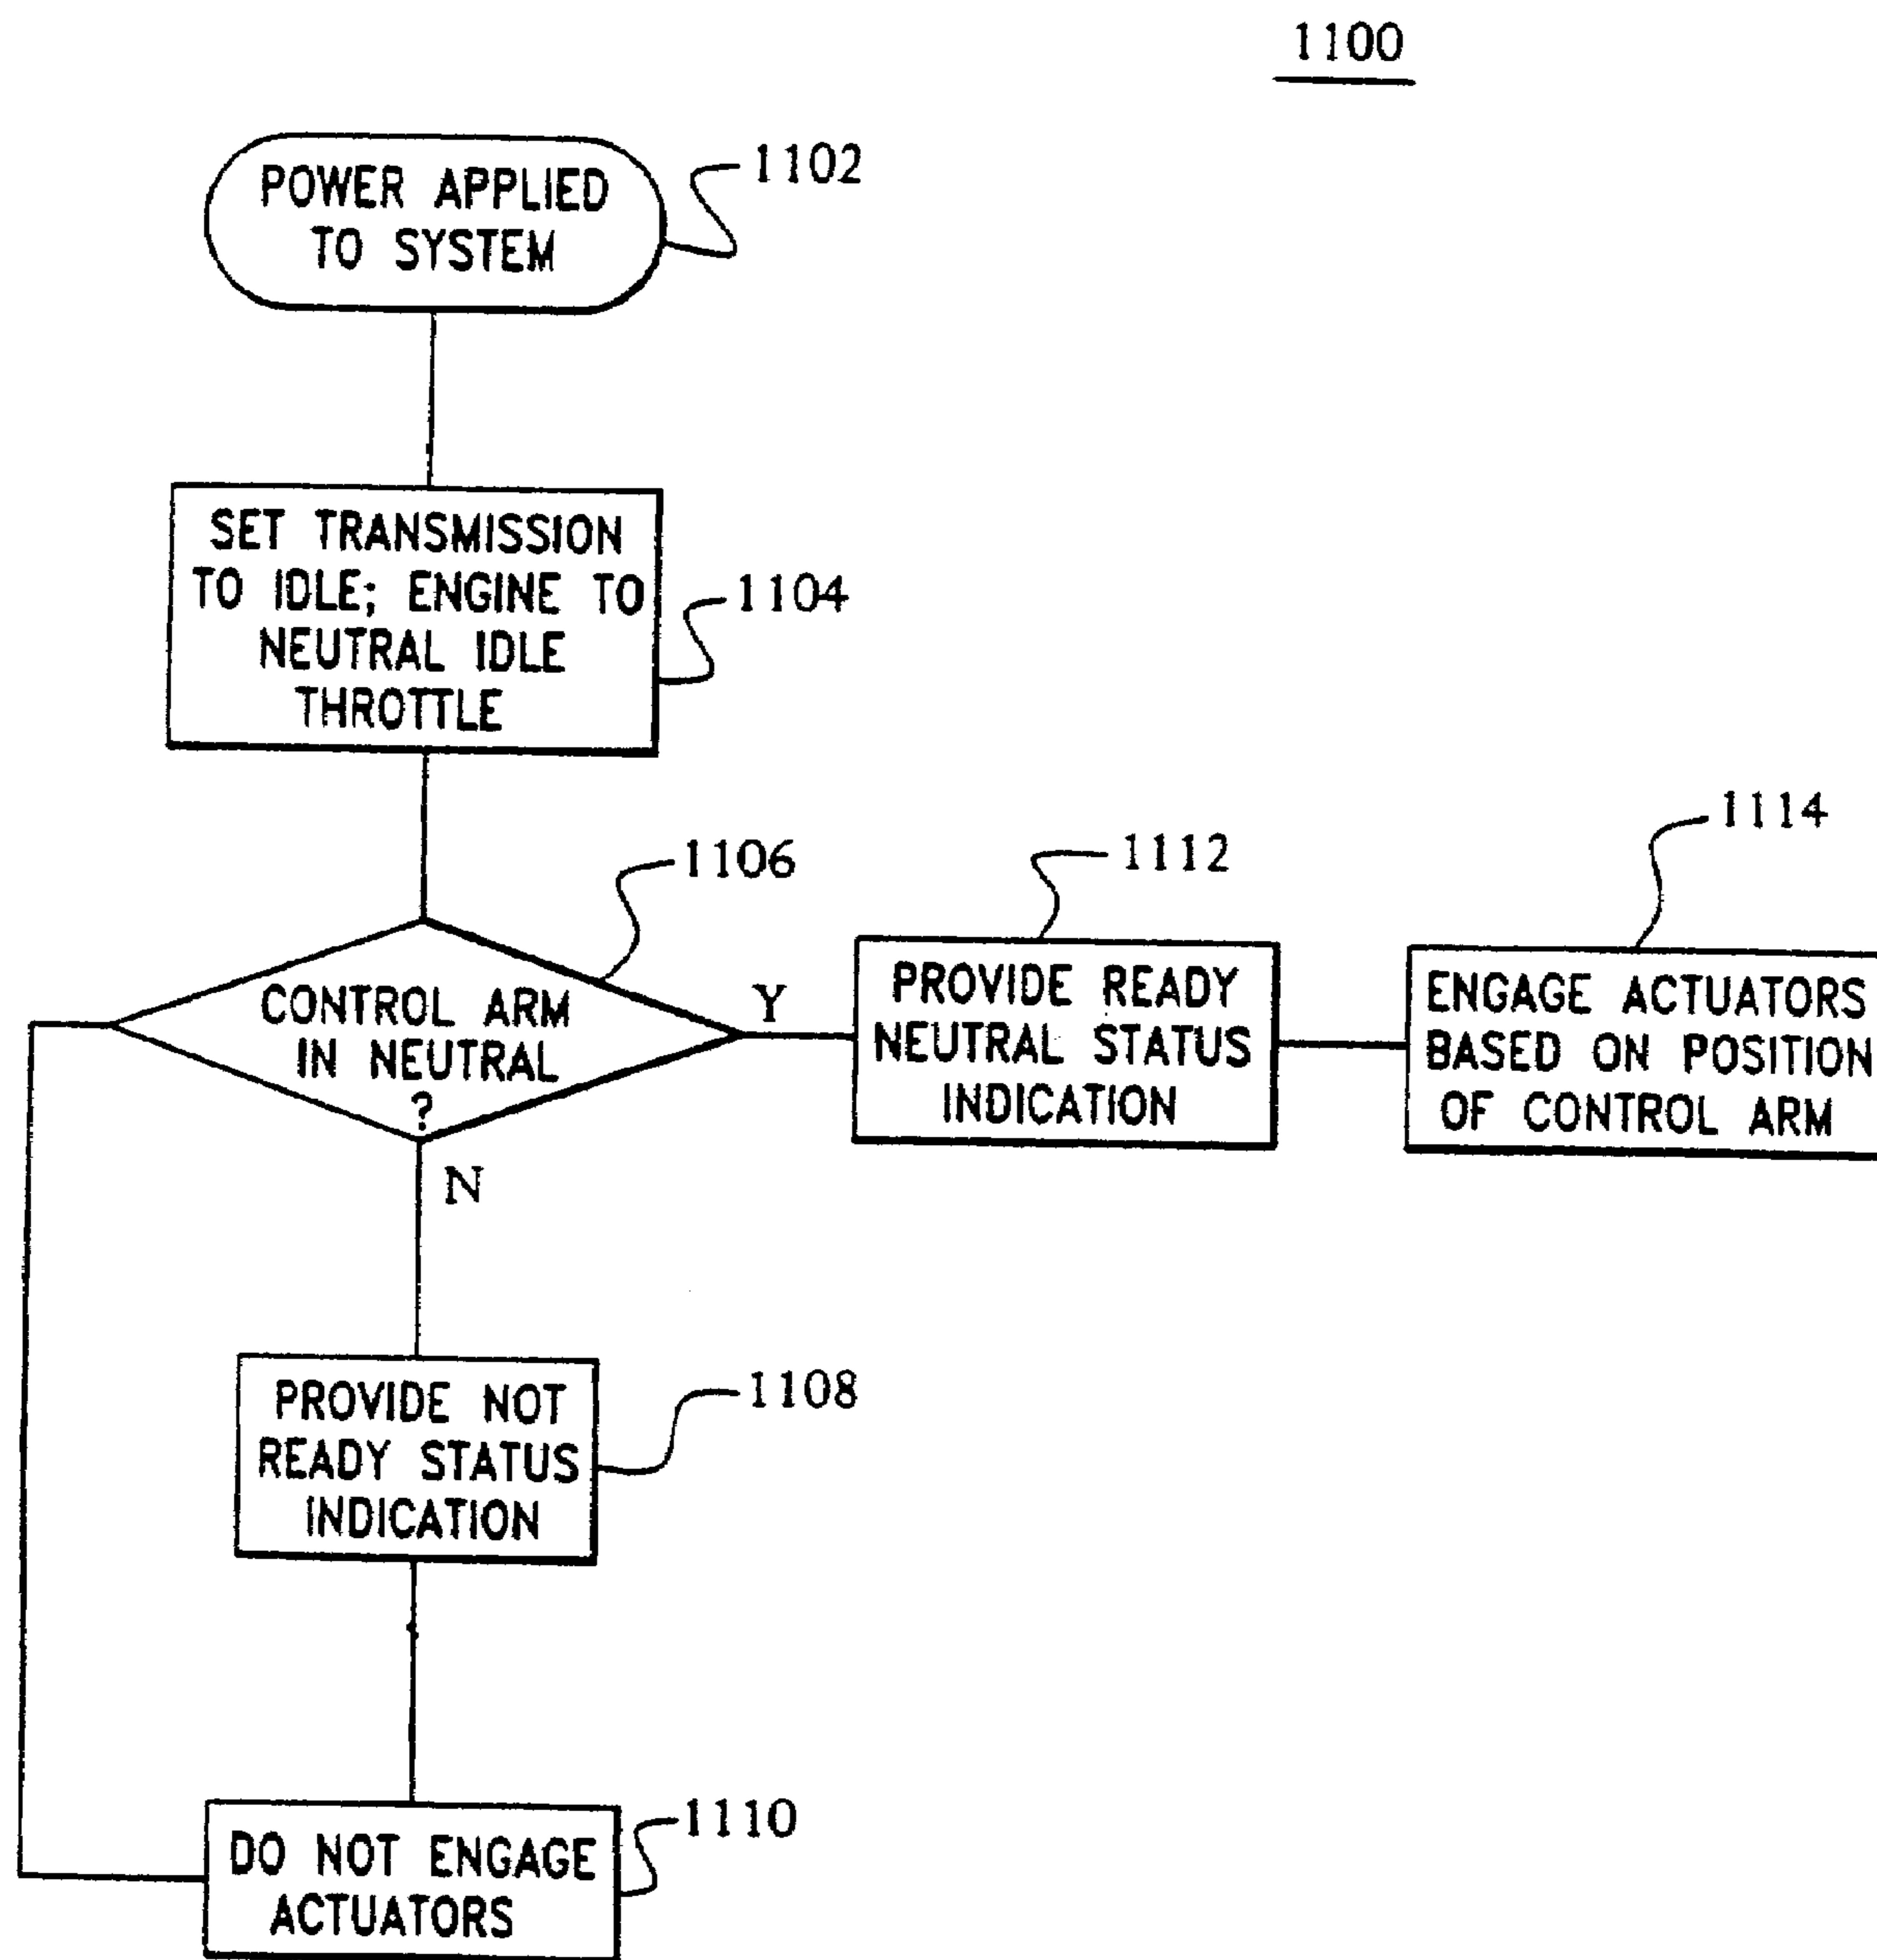 1100
POWER APPLIED
TO SYSTEM
1102
SET TRANSMISSION
TO IDLE; ENGINE TO
NEUTRAL IDLE
THROTTLE
1104
CONTROL ARM
IN NEUTRAL
?
1106
Y
N
PROVIDE READY
NEUTRAL STATUS
INDICATION
1112
ENGAGE ACTUATORS
BASED ON POSITION
OF CONTROL ARM
1114
PROVIDE NOT
READY STATUS
INDICATION
1108
DO NOT ENGAGE
ACTUATORS
1110